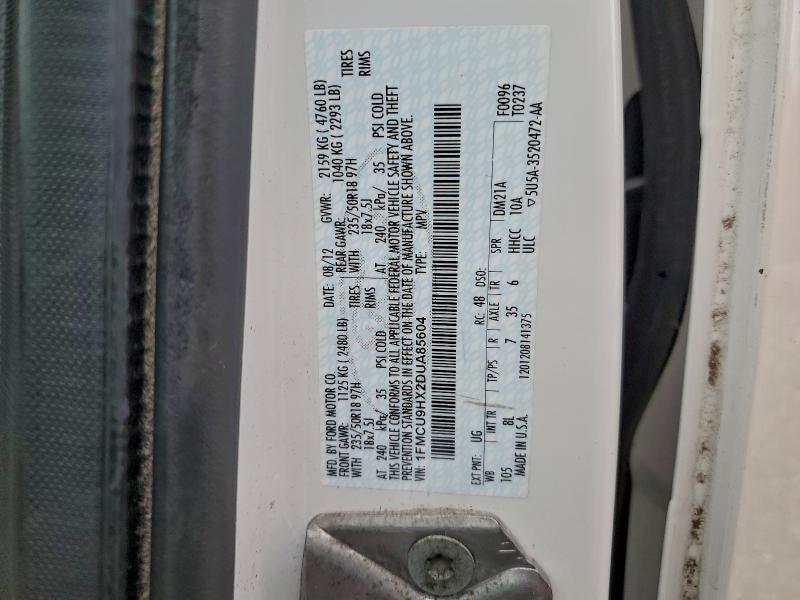 MFD. BY FORD MOTOR CO.
DATE: 08/12 GVWR: 2159 KG ( 4760 LB)
FRONT GAWR: 1125 KG ( 2480 LB) REAR GAWR: 1040 KG ( 2293 LB)
WITH 235/50R18 97H TIRES WITH 235/50R18 97H TIRES
18x7.5J RIMS 18x7.5J RIMS
AT 240 kPa/ 35 PSI COLD AT 240 kPa/ 35 PSI COLD
THIS VEHICLE CONFORMS TO ALL APPLICABLE FEDERAL MOTOR VEHICLE SAFETY AND THEFT
PREVENTION STANDARDS IN EFFECT ON THE DATE OF MANUFACTURE SHOWN ABOVE.
VIN: 1FMCU9HX2DUA85604 TYPE: MPV
F0096
T0237
EXT PNT: UG RC: 48 DSO:
WB INT TR TP/PS R AXLE TR SPR DM21A
105 8L 7 35 6 HHCC 10A
MADE IN U.S.A. 1201208141375 ULC ▽5U5A-3520472-AA